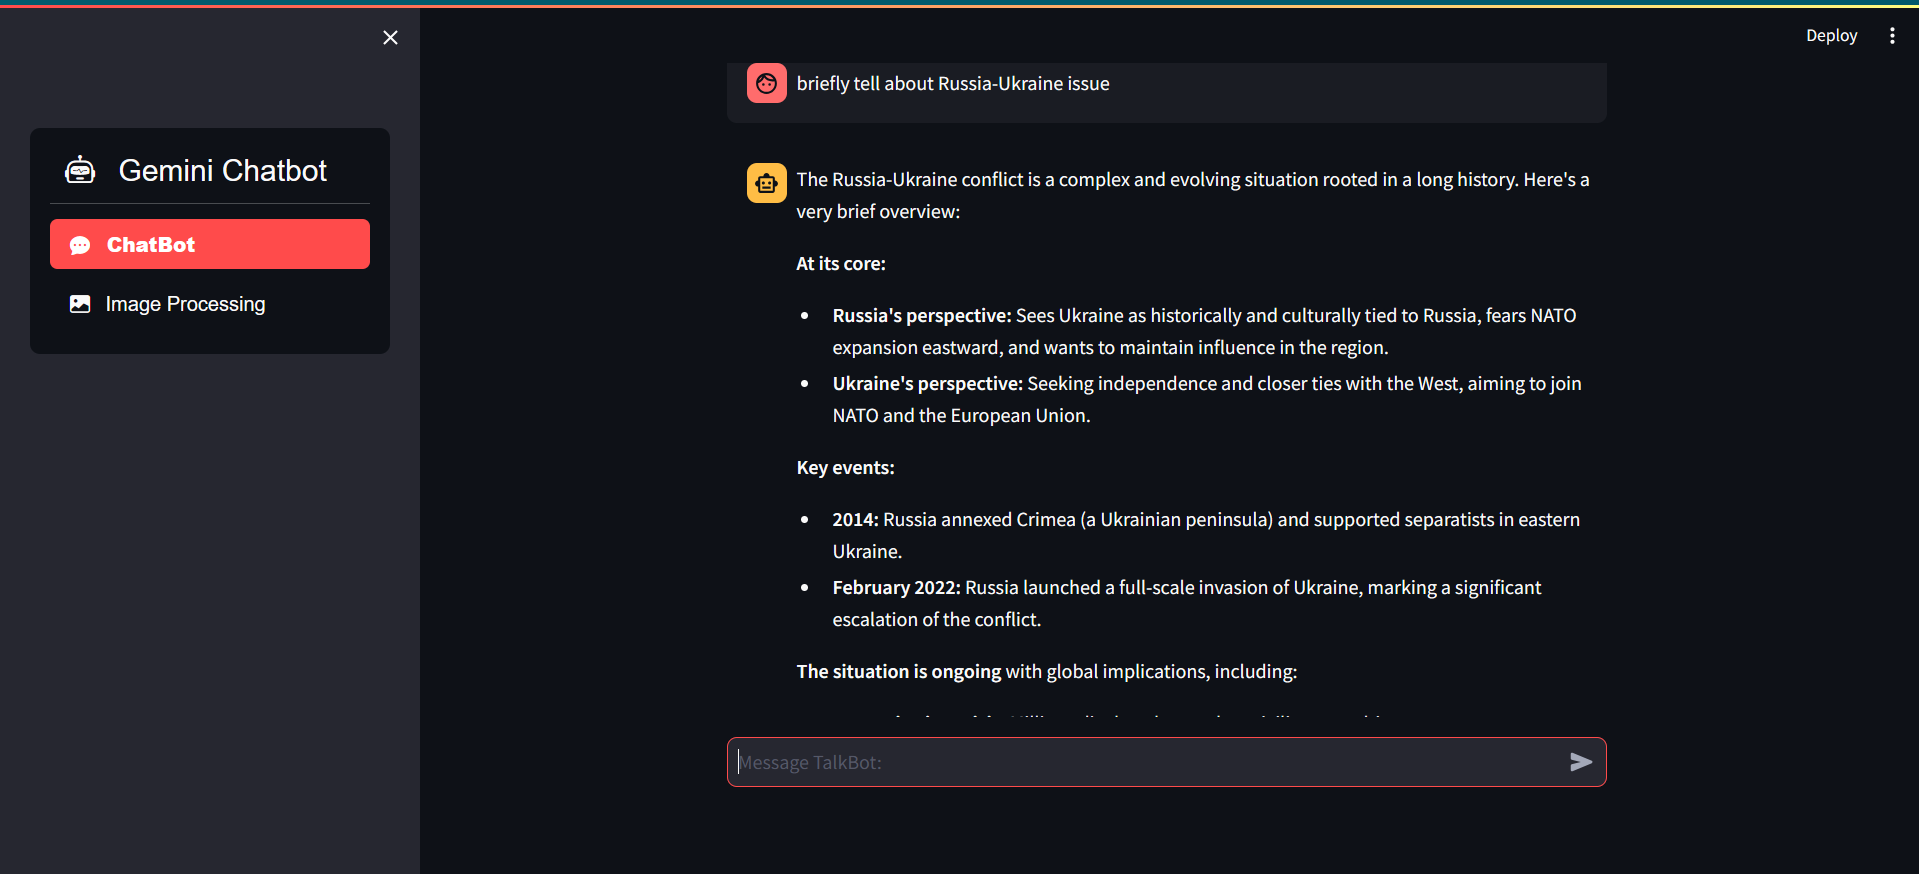 Deploy
Gemini Chatbot
ChatBot
Image Processing
briefly tell about Russia-Ukraine issue
The Russia-Ukraine conflict is a complex and evolving situation rooted in a long history. Here's a
very brief overview:
At its core:
Russia's perspective: Sees Ukraine as historically and culturally tied to Russia, fears NATO
expansion eastward, and wants to maintain influence in the region.
Ukraine's perspective: Seeking independence and closer ties with the West, aiming to join
NATO and the European Union.
Key events:
2014: Russia annexed Crimea (a Ukrainian peninsula) and supported separatists in eastern
Ukraine.
February 2022: Russia launched a full-scale invasion of Ukraine, marking a significant
escalation of the conflict.
The situation is ongoing with global implications, including:
Message TalkBot: